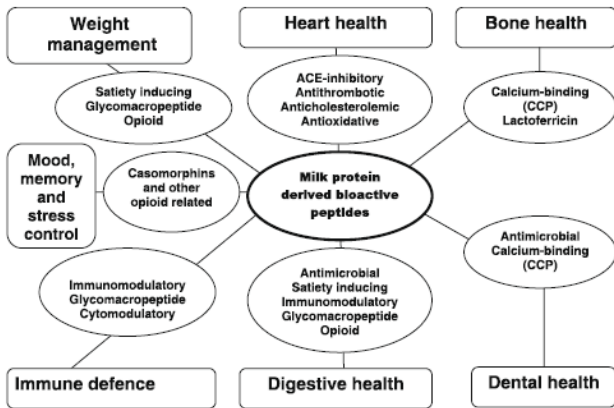 Weight
management
Heart health
Bone health
Satiety inducing
Glycomacropeptide
Opioid
ACE-inhibitory
Antithrombotic
Anticholesterolemic
Antioxidative
Calcium-binding
(CCP)
Lactoferricin
Mood,
memory
and
stress
control
Casomorphins
and other
opioid related
Milk protein
derived bioactive
peptides
Antimicrobial
Calcium-binding
(CCP)
Immunomodulatory
Glycomacropeptide
Cytomodulatory
Antimicrobial
Satiety inducing
Immunomodulatory
Glycomacropeptide
Opioid
Immune defence
Digestive health
Dental health